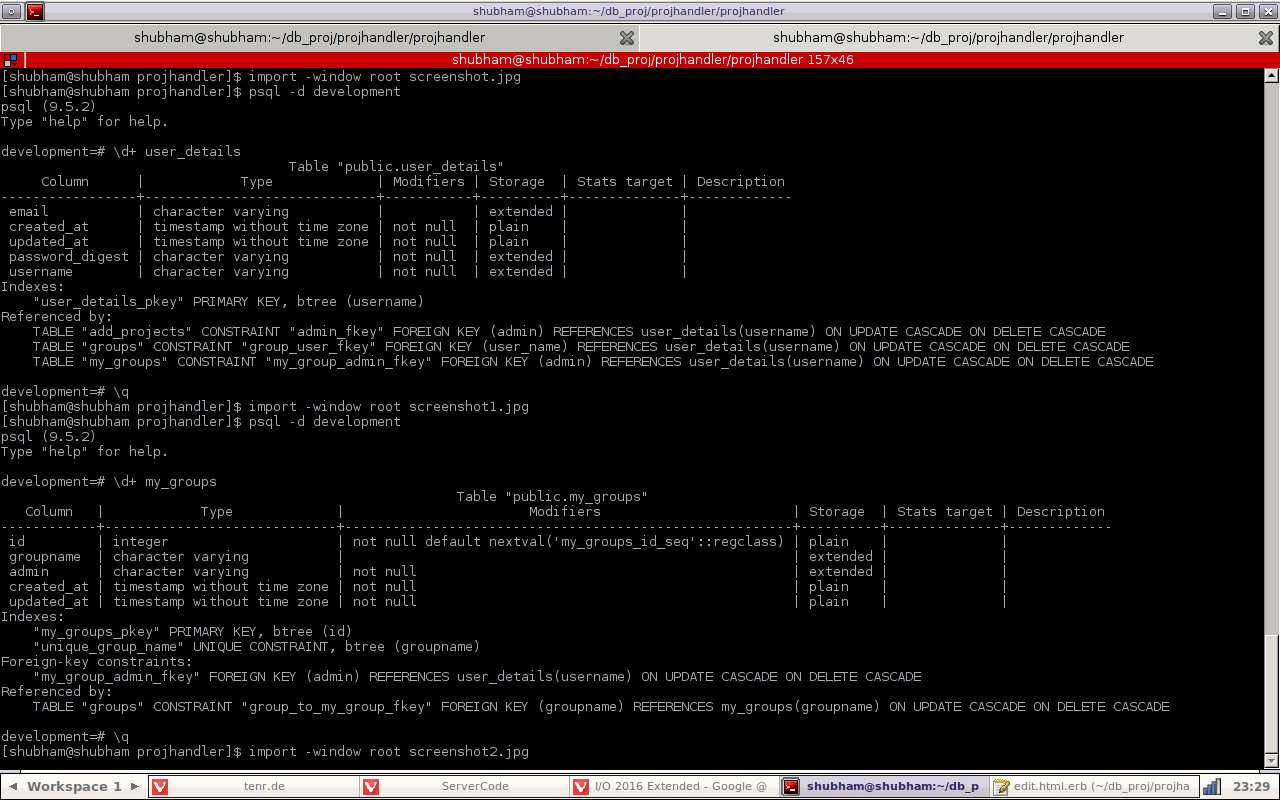 shubham@shubham:~/db_proj/projhandler/projhandler
shubham@shubham:~/db_proj/projhandler/projhandler
shubham@shubham:~/db_proj/projhandler/projhandler
shubham@shubham:~/db_proj/projhandler/projhandler 157x46
[shubham@shubham projhandler]$ import -window root screenshot.jpg
[shubham@shubham projhandler]$ psql -d development
psql (9.5.2)
Type "help" for help.
development=# \d+ user_details
Table "public.user_details"
Column | Type | Modifiers | Storage | Stats target | Description
-----------------+-----------------------------+-----------+----------+--------------+-------------
email | character varying | | extended | |
created_at | timestamp without time zone | not null | plain | |
updated_at | timestamp without time zone | not null | plain | |
password_digest | character varying | not null | extended | |
username | character varying | not null | extended | |
Indexes:
"user_details_pkey" PRIMARY KEY, btree (username)
Referenced by:
TABLE "add_projects" CONSTRAINT "admin_fkey" FOREIGN KEY (admin) REFERENCES user_details(username) ON UPDATE CASCADE ON DELETE CASCADE
TABLE "groups" CONSTRAINT "group_user_fkey" FOREIGN KEY (user_name) REFERENCES user_details(username) ON UPDATE CASCADE ON DELETE CASCADE
TABLE "my_groups" CONSTRAINT "my_group_admin_fkey" FOREIGN KEY (admin) REFERENCES user_details(username) ON UPDATE CASCADE ON DELETE CASCADE
development=# \q
[shubham@shubham projhandler]$ import -window root screenshot1.jpg
[shubham@shubham projhandler]$ psql -d development
psql (9.5.2)
Type "help" for help.
development=# \d+ my_groups
Table "public.my_groups"
Column | Type | Modifiers | Storage | Stats target | Description
------------+-----------------------------+--------------------------------------------------------+----------+--------------+-------------
id | integer | not null default nextval('my_groups_id_seq'::regclass) | plain | |
groupname | character varying | | extended | |
admin | character varying | not null | extended | |
created_at | timestamp without time zone | not null | plain | |
updated_at | timestamp without time zone | not null | plain | |
Indexes:
"my_groups_pkey" PRIMARY KEY, btree (id)
"unique_group_name" UNIQUE CONSTRAINT, btree (groupname)
Foreign-key constraints:
"my_group_admin_fkey" FOREIGN KEY (admin) REFERENCES user_details(username) ON UPDATE CASCADE ON DELETE CASCADE
Referenced by:
TABLE "groups" CONSTRAINT "group_to_my_group_fkey" FOREIGN KEY (groupname) REFERENCES my_groups(groupname) ON UPDATE CASCADE ON DELETE CASCADE
development=# \q
[shubham@shubham projhandler]$ import -window root screenshot2.jpg
Workspace 1 tenr.de ServerCode I/O 2016 Extended - Google @ shubham@shubham:~/db_p edit.html.erb (~/db_proj/projha 23:29